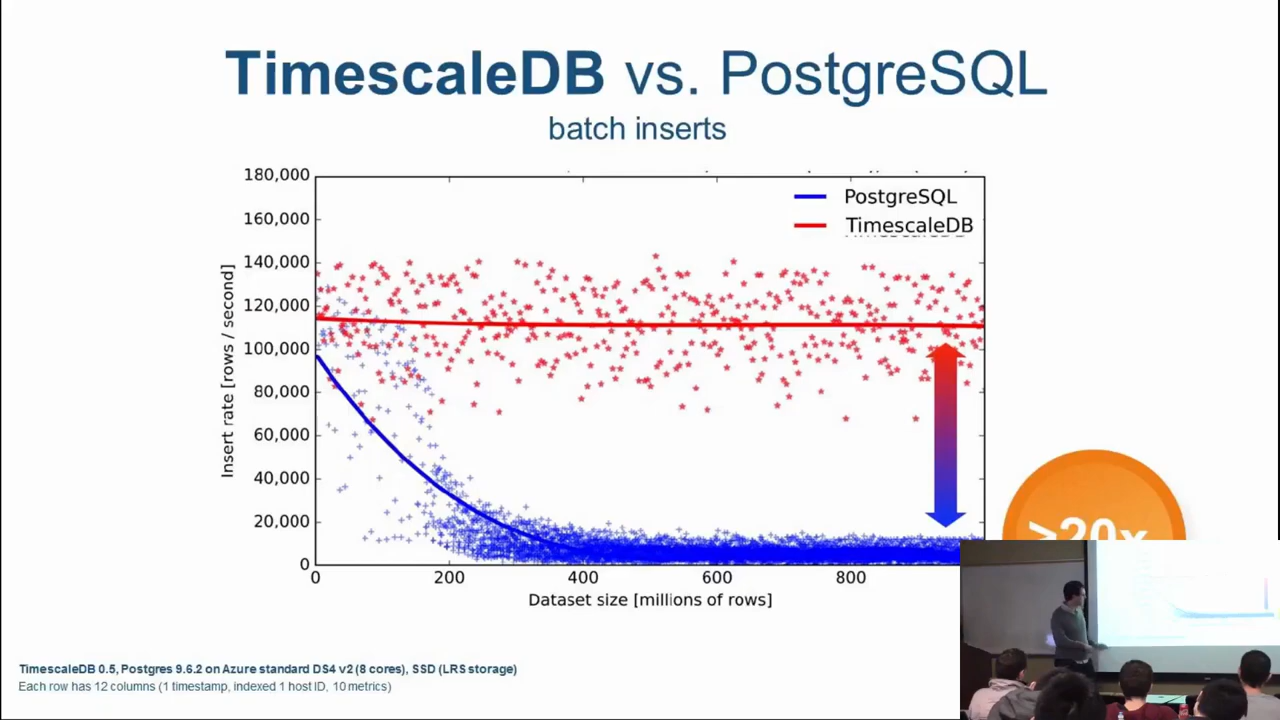 TimescaleDB vs. PostgreSQL
batch inserts
180,000
160,000
140,000
120,000
100,000
80,000
60,000
40,000
20,000
0
Insert rate [rows / second]
PostgreSQL
TimescaleDB
0 200 400 600 800
Dataset size [millions of rows]
>20x
TimescaleDB 0.5, Postgres 9.6.2 on Azure standard DS4 v2 (8 cores), SSD (LRS storage)
Each row has 12 columns (1 timestamp, indexed 1 host ID, 10 metrics)